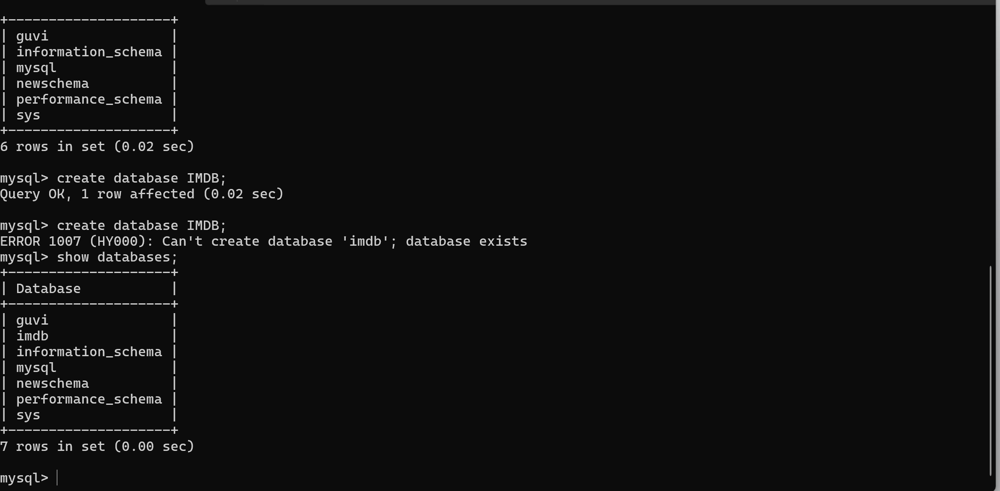 +--------------------+
| guvi               |
| information_schema |
| mysql              |
| newschema          |
| performance_schema |
| sys                |
+--------------------+
6 rows in set (0.02 sec)

mysql> create database IMDB;
Query OK, 1 row affected (0.02 sec)

mysql> create database IMDB;
ERROR 1007 (HY000): Can't create database 'imdb'; database exists
mysql> show databases;
+--------------------+
| Database           |
+--------------------+
| guvi               |
| imdb               |
| information_schema |
| mysql              |
| newschema          |
| performance_schema |
| sys                |
+--------------------+
7 rows in set (0.00 sec)

mysql>